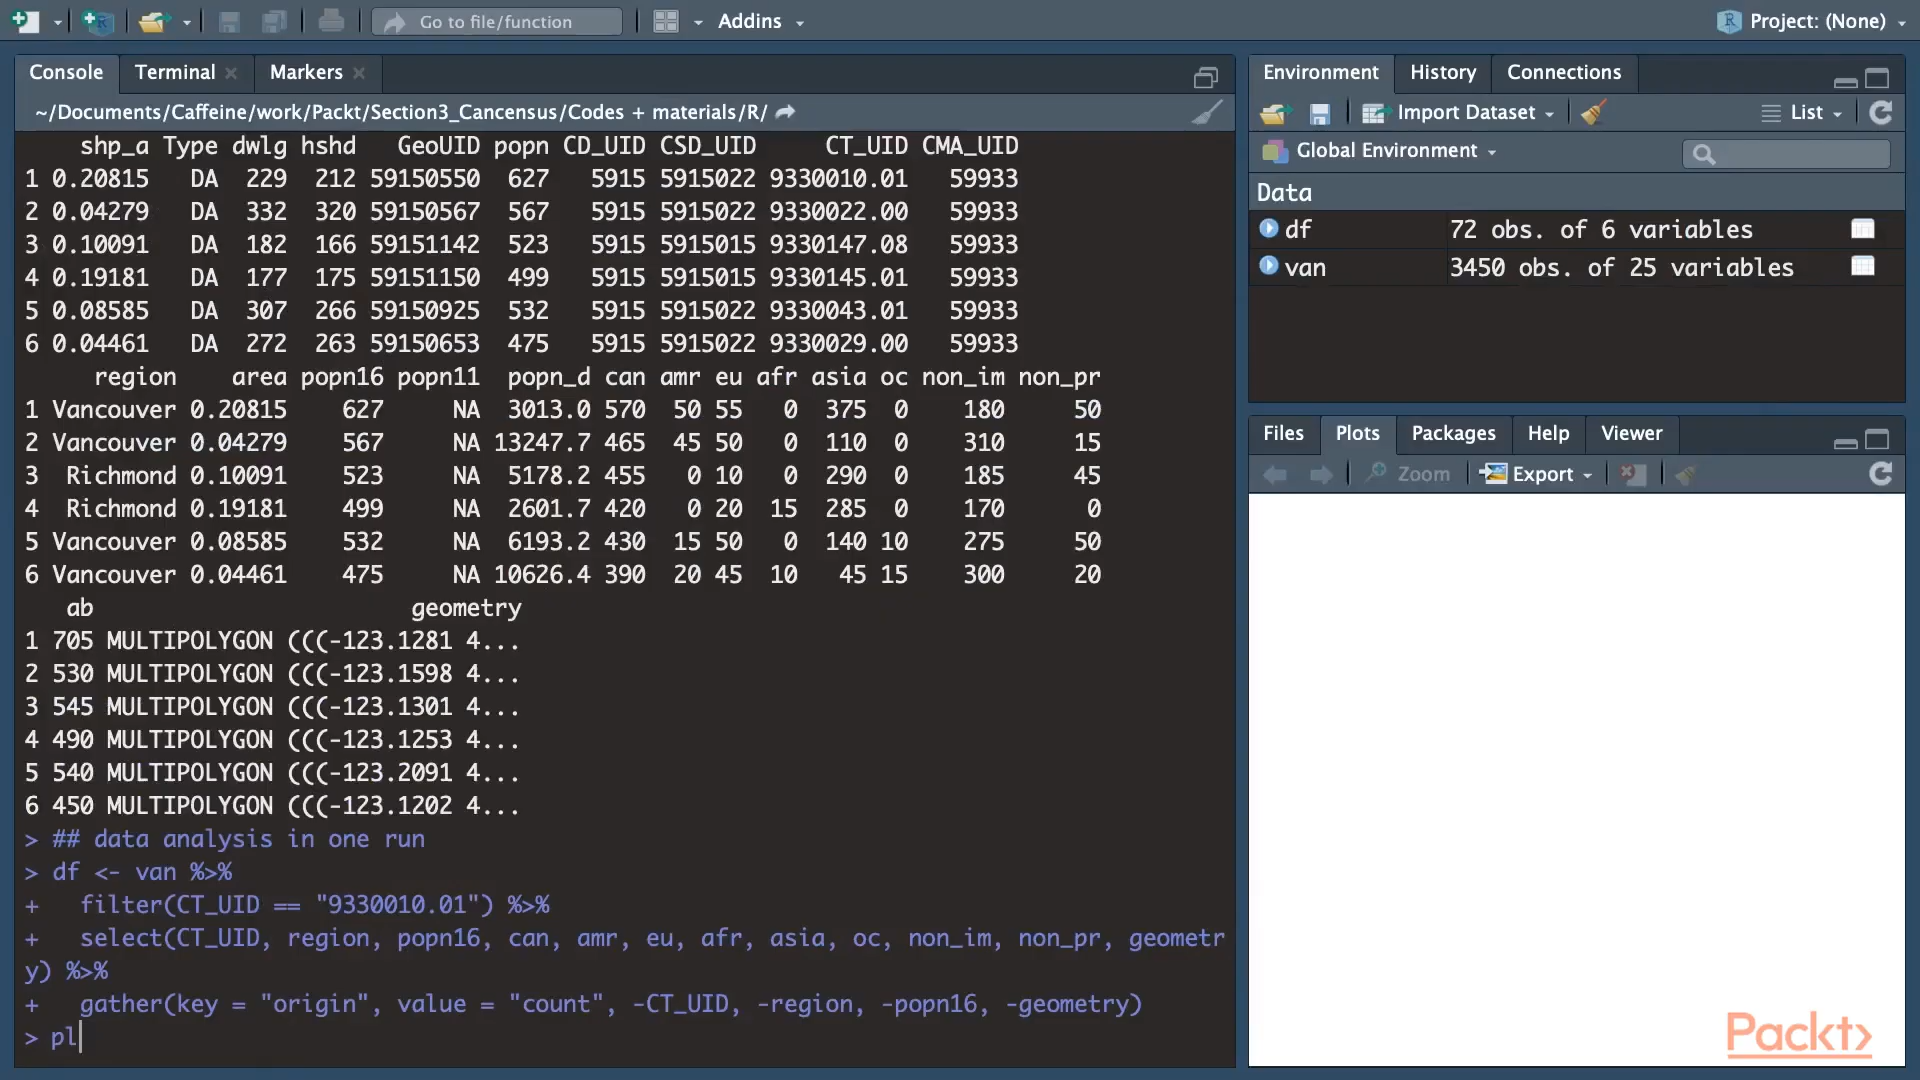 Go to file/function
Addins
Project: (None)
Console Terminal Markers
~/Documents/Caffeine/work/Packt/Section3_Cancensus/Codes + materials/R/
shp_a Type dwlg hshd GeoUID popn CD_UID CSD_UID CT_UID CMA_UID
1 0.20815 DA 229 212 59150550 627 5915 5915022 9330010.01 59933
2 0.04279 DA 332 320 59150567 567 5915 5915022 9330022.00 59933
3 0.10091 DA 182 166 59151142 523 5915 5915015 9330147.08 59933
4 0.19181 DA 177 175 59151150 499 5915 5915015 9330145.01 59933
5 0.08585 DA 307 266 59150925 532 5915 5915022 9330043.01 59933
6 0.04461 DA 272 263 59150653 475 5915 5915022 9330029.00 59933
region area popn16 popn11 popn_d can amr eu afr asia oc non_im non_pr
1 Vancouver 0.20815 627 NA 3013.0 570 50 55 0 375 0 180 50
2 Vancouver 0.04279 567 NA 13247.7 465 45 50 0 110 0 310 15
3 Richmond 0.10091 523 NA 5178.2 455 0 10 0 290 0 185 45
4 Richmond 0.19181 499 NA 2601.7 420 0 20 15 285 0 170 0
5 Vancouver 0.08585 532 NA 6193.2 430 15 50 0 140 10 275 50
6 Vancouver 0.04461 475 NA 10626.4 390 20 45 10 45 15 300 20
ab geometry
1 705 MULTIPOLYGON (((-123.1281 4...
2 530 MULTIPOLYGON (((-123.1598 4...
3 545 MULTIPOLYGON (((-123.1301 4...
4 490 MULTIPOLYGON (((-123.1253 4...
5 540 MULTIPOLYGON (((-123.2091 4...
6 450 MULTIPOLYGON (((-123.1202 4...
> ## data analysis in one run
> df <- van %>%
+ filter(CT_UID == "9330010.01") %>%
+ select(CT_UID, region, popn16, can, amr, eu, afr, asia, oc, non_im, non_pr, geometr
y) %>%
+ gather(key = "origin", value = "count", -CT_UID, -region, -popn16, -geometry)
> pl
Environment History Connections
Import Dataset List
Global Environment
Data
df 72 obs. of 6 variables
van 3450 obs. of 25 variables
Files Plots Packages Help Viewer
Zoom Export
Packt>